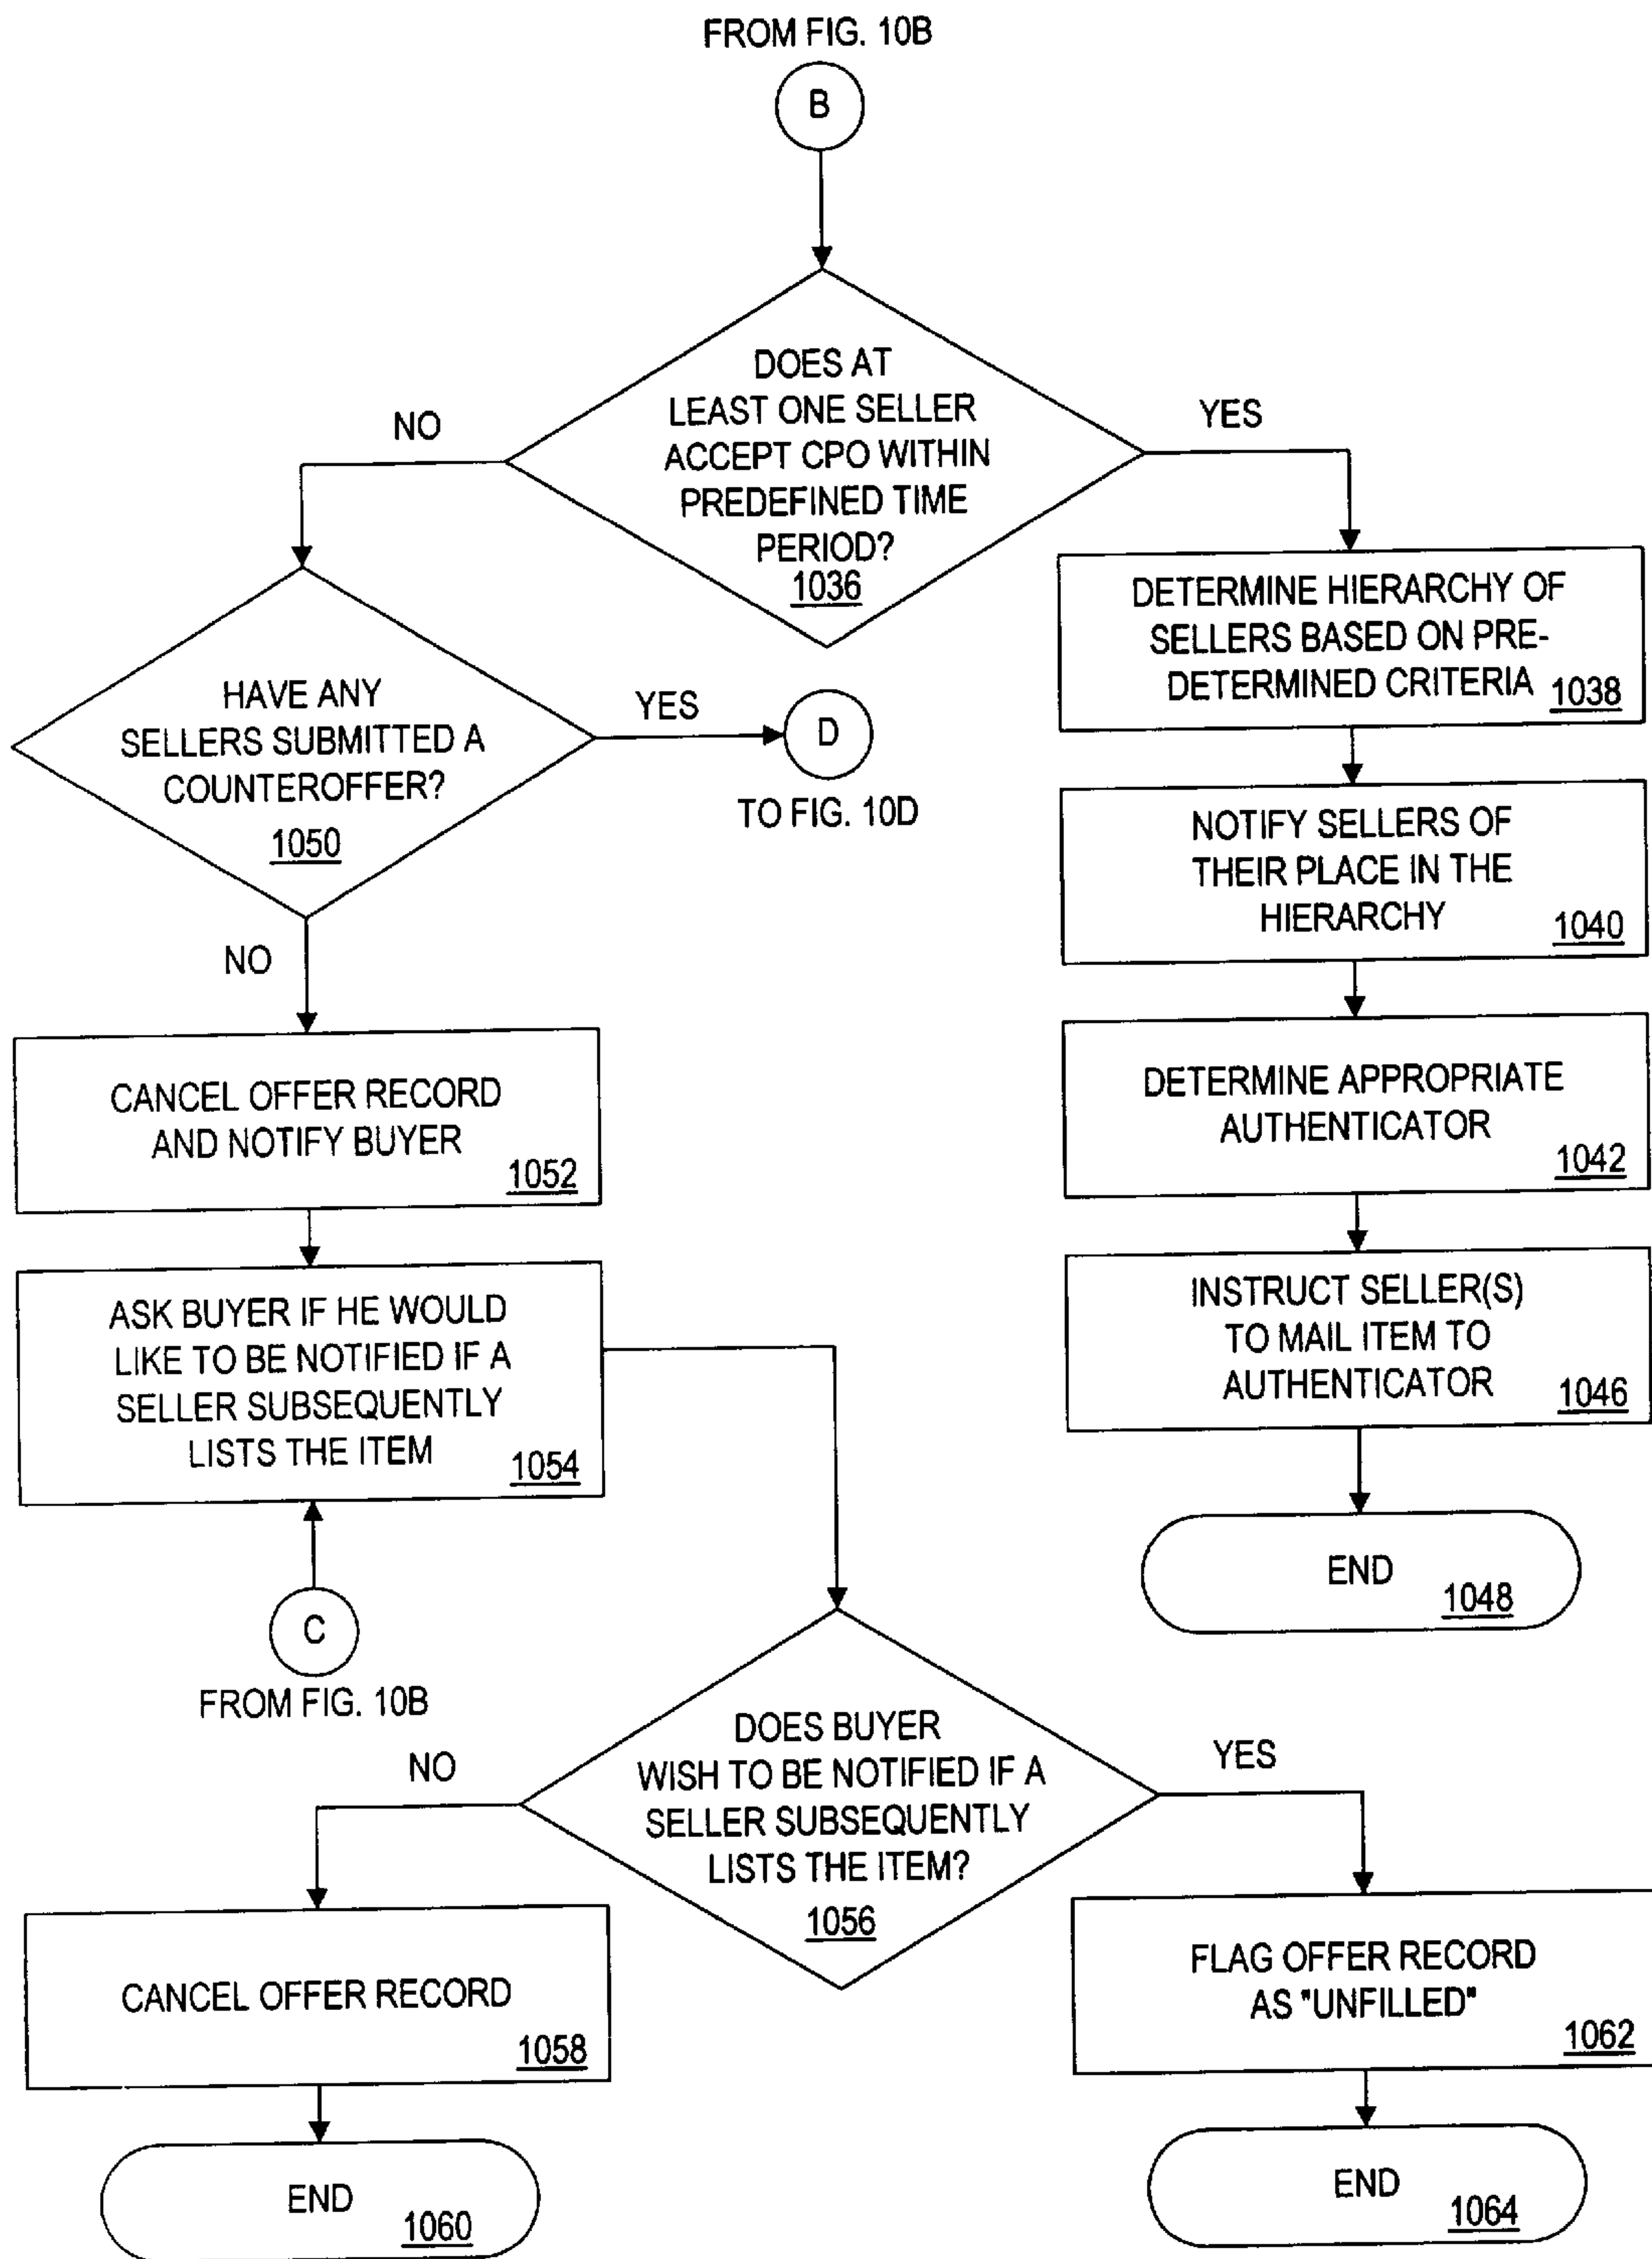 FROM FIG. 10B
B
DOES AT
LEAST ONE SELLER
ACCEPT CPO WITHIN
PREDEFINED TIME
PERIOD?
1036
NO
YES
DETERMINE HIERARCHY OF
SELLERS BASED ON PRE-
DETERMINED CRITERIA 1038
HAVE ANY
SELLERS SUBMITTED A
COUNTEROFFER?
1050
YES
D
TO FIG. 10D
NOTIFY SELLERS OF
THEIR PLACE IN THE
HIERARCHY
1040
NO
CANCEL OFFER RECORD
AND NOTIFY BUYER
1052
DETERMINE APPROPRIATE
AUTHENTICATOR
1042
ASK BUYER IF HE WOULD
LIKE TO BE NOTIFIED IF A
SELLER SUBSEQUENTLY
LISTS THE ITEM
1054
INSTRUCT SELLER(S)
TO MAIL ITEM TO
AUTHENTICATOR
1046
END
1048
C
FROM FIG. 10B
DOES BUYER
WISH TO BE NOTIFIED IF A
SELLER SUBSEQUENTLY
LISTS THE ITEM?
1056
NO
YES
CANCEL OFFER RECORD
1058
FLAG OFFER RECORD
AS "UNFILLED"
1062
END
1060
END
1064